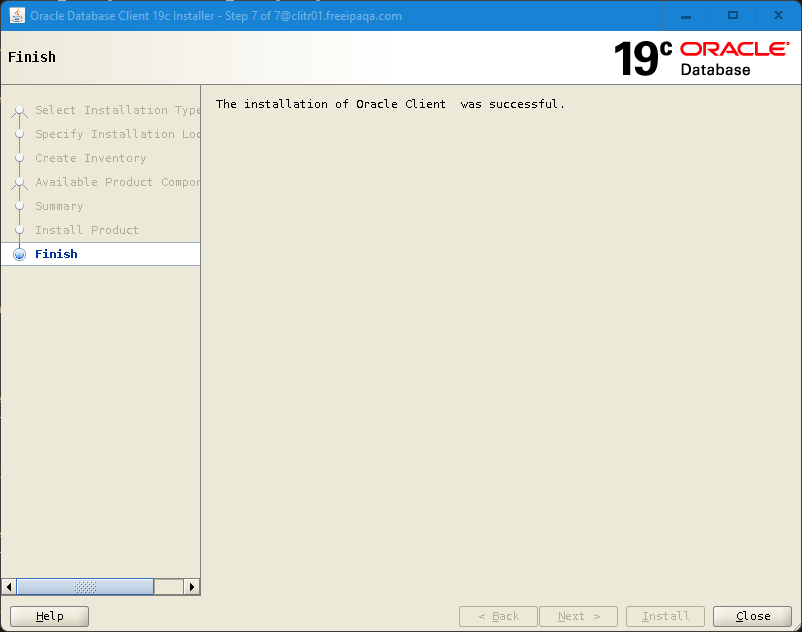 Oracle Database Client 19c Installer - Step 7 of 7@clitr01.freeipaqa.com
Finish
19c ORACLE®
Database
Select Installation Type
Specify Installation Loc
Create Inventory
Available Product Compon
Summary
Install Product
Finish
The installation of Oracle Client  was successful.
Help
< Back
Next >
Install
Close